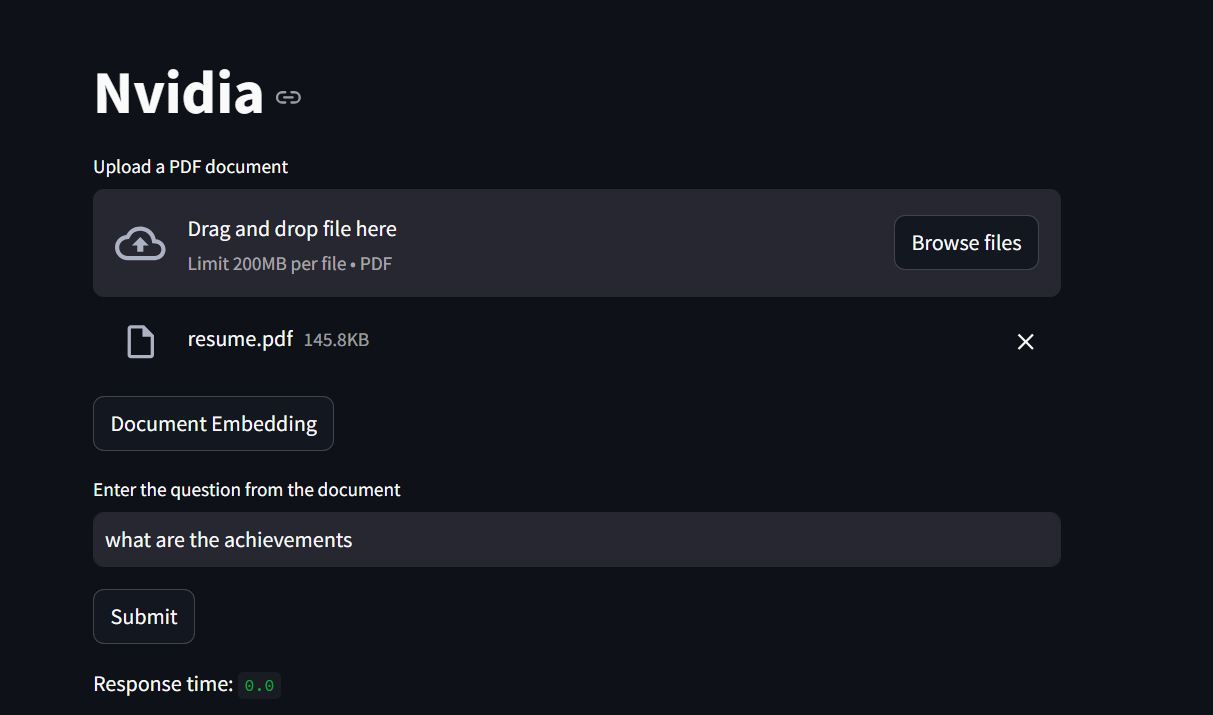 Nvidia
Upload a PDF document
Drag and drop file here
Limit 200MB per file • PDF
Browse files
resume.pdf 145.8KB
Document Embedding
Enter the question from the document
what are the achievements
Submit
Response time: 0.0